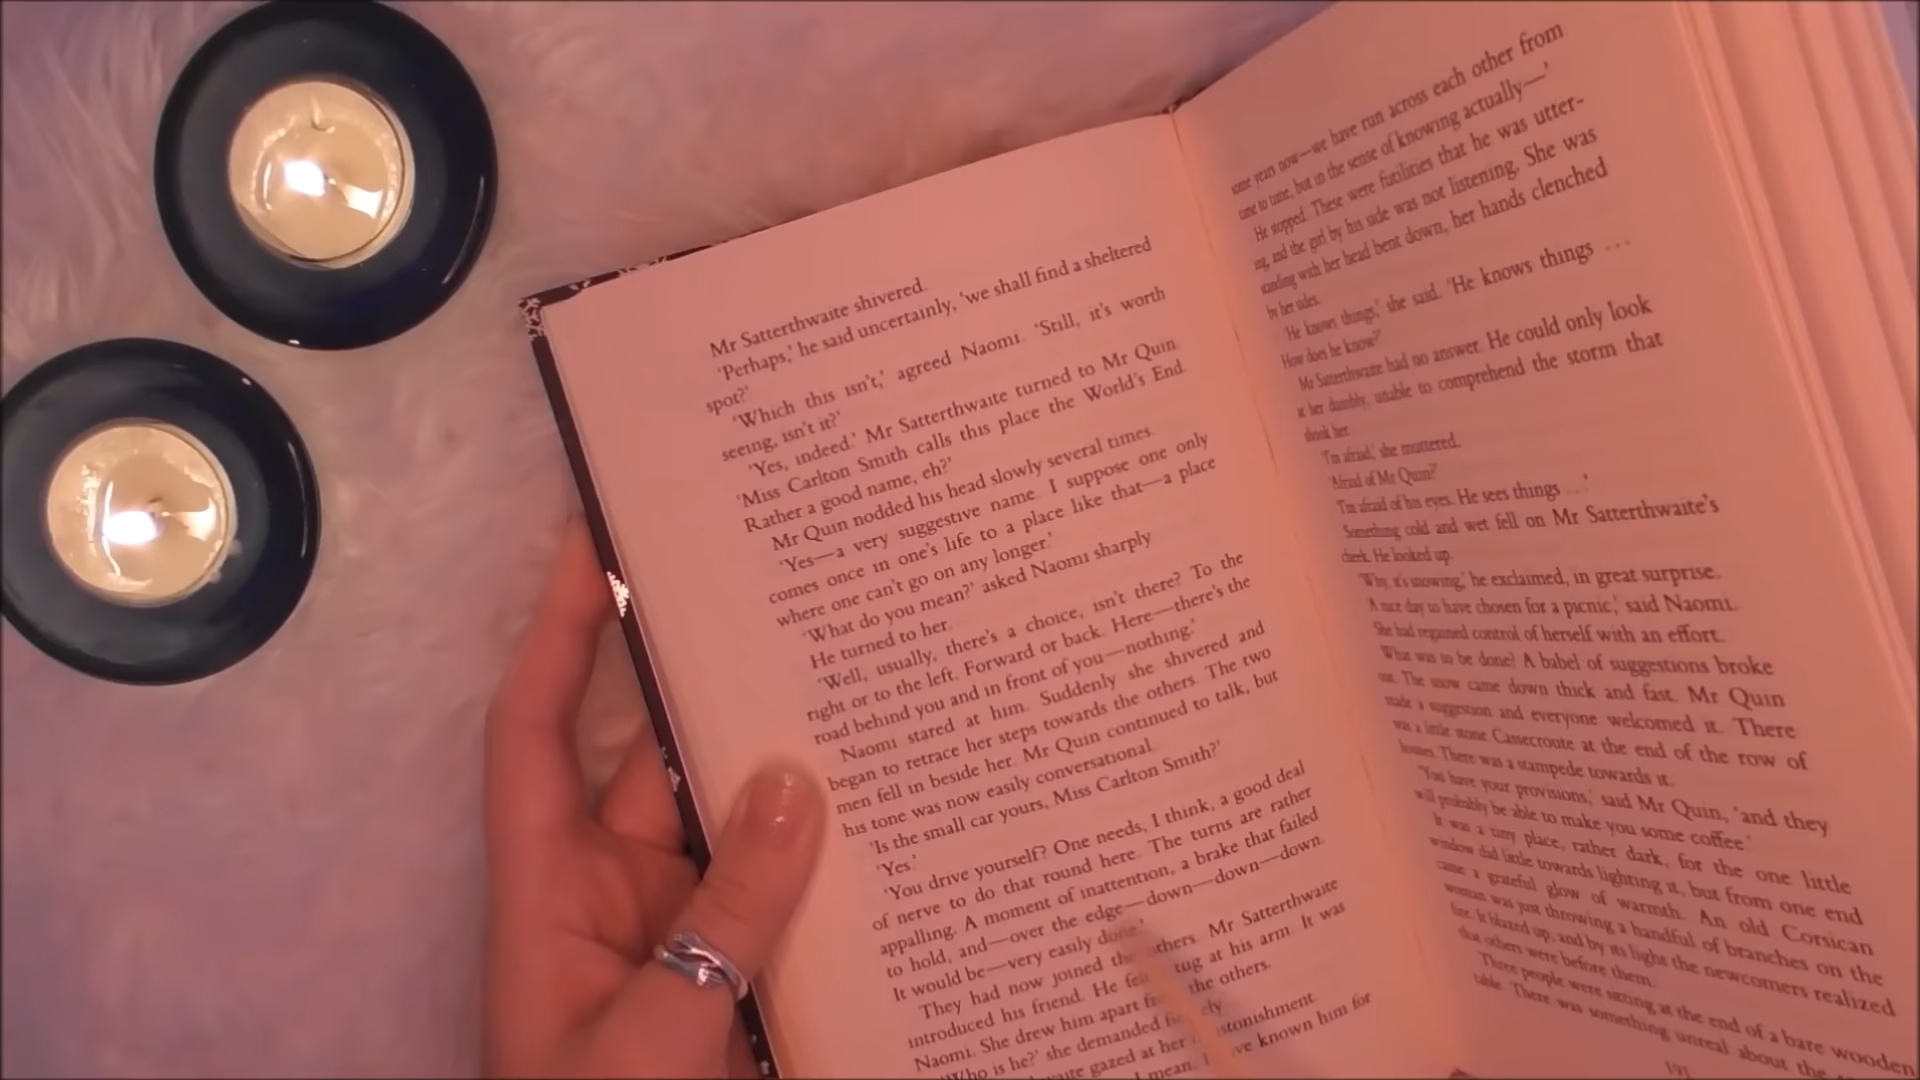 Mr Satterthwaite shivered.
‘Perhaps,’ he said uncertainly, ‘we shall find a sheltered
spot?’
‘Which this isn’t,’ agreed Naomi. ‘Still, it’s worth
seeing, isn’t it?’
‘Yes, indeed.’ Mr Satterthwaite turned to Mr Quin.
‘Miss Carlton Smith calls this place the World’s End.
Rather a good name, eh?’
Mr Quin nodded his head slowly several times.
‘Yes—a very suggestive name. I suppose one only
comes once in one’s life to a place like that—a place
where one can’t go on any longer.’
‘What do you mean?’ asked Naomi sharply
He turned to her.
‘Well, usually, there’s a choice, isn’t there? To the
right or to the left. Forward or back. Here—there’s the
road behind you and in front of you—nothing.’
Naomi stared at him. Suddenly she shivered and
began to retrace her steps towards the others. The two
men fell in beside her. Mr Quin continued to talk, but
his tone was now easily conversational.
‘Is the small car yours, Miss Carlton Smith?’
‘Yes.’
‘You drive yourself? One needs, I think, a good deal
of nerve to do that round here. The turns are rather
appalling. A moment of inattention, a brake that failed
to hold, and—over the edge—down—down—down.
It would be—very easily done.’
They had now joined the others. Mr Satterthwaite
introduced his friend. He felt a tug at his arm. It was
Naomi. She drew him apart from the others.
‘Who is he?’ she demanded
gazed at her astonishment.
I mean. I have known him for
some years now—we have run across each other from
time to time, but in the sense of knowing actually—’
He stopped. These were futilities that he was utter-
ing, and the girl by his side was not listening. She was
standing with her head bent down, her hands clenched
by her sides.
‘He knows things,’ she said. ‘He knows things ...
How does he know?’
Mr Satterthwaite had no answer. He could only look
at her dumbly, unable to comprehend the storm that
shook her.
‘I’m afraid,’ she muttered.
‘Afraid of Mr Quin?’
‘I’m afraid of his eyes. He sees things ...’
Something cold and wet fell on Mr Satterthwaite’s
cheek. He looked up.
‘Why, it’s snowing,’ he exclaimed, in great surprise.
‘A nice day to have chosen for a picnic,’ said Naomi.
She had regained control of herself with an effort.
What was to be done? A babel of suggestions broke
out. The snow came down thick and fast. Mr Quin
made a suggestion and everyone welcomed it. There
was a little stone Cassecroute at the end of the row of
houses. There was a stampede towards it.
‘You have your provisions,’ said Mr Quin, ‘and they
will probably be able to make you some coffee.’
It was a tiny place, rather dark, for the one little
window did little towards lighting it, but from one end
came a grateful glow of warmth. An old Corsican
woman was just throwing a handful of branches on the
fire. It blazed up, and by its light the newcomers realized
that others were before them.
Three people were sitting at the end of a bare wooden
table. There was something unreal about the
191